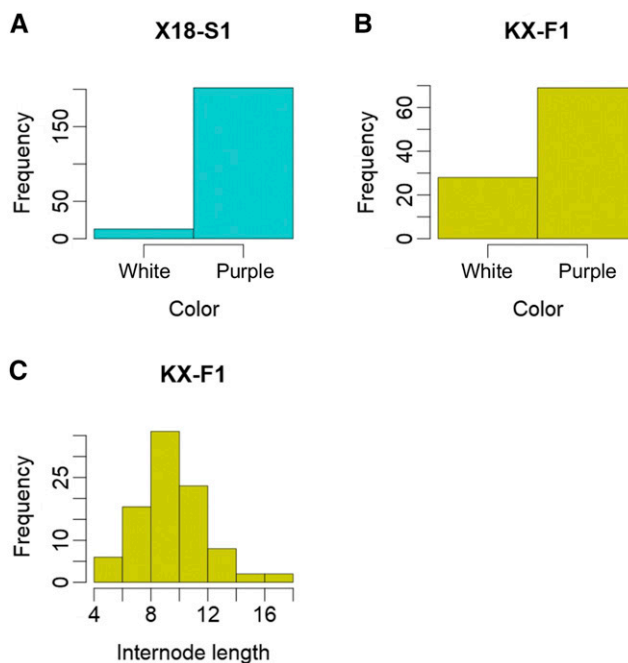 A
X18-S1
Frequency
0
50
150
White Purple
Color
B
KX-F1
Frequency
0
20
40
60
White Purple
Color
C
KX-F1
Frequency
0
10
25
4 8 12 16
Internode length